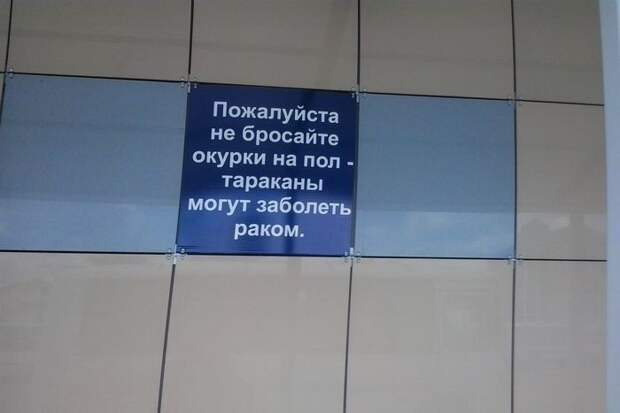 Пожалуйста
не бросайте
окурки на пол -
тараканы
могут заболеть
раком.